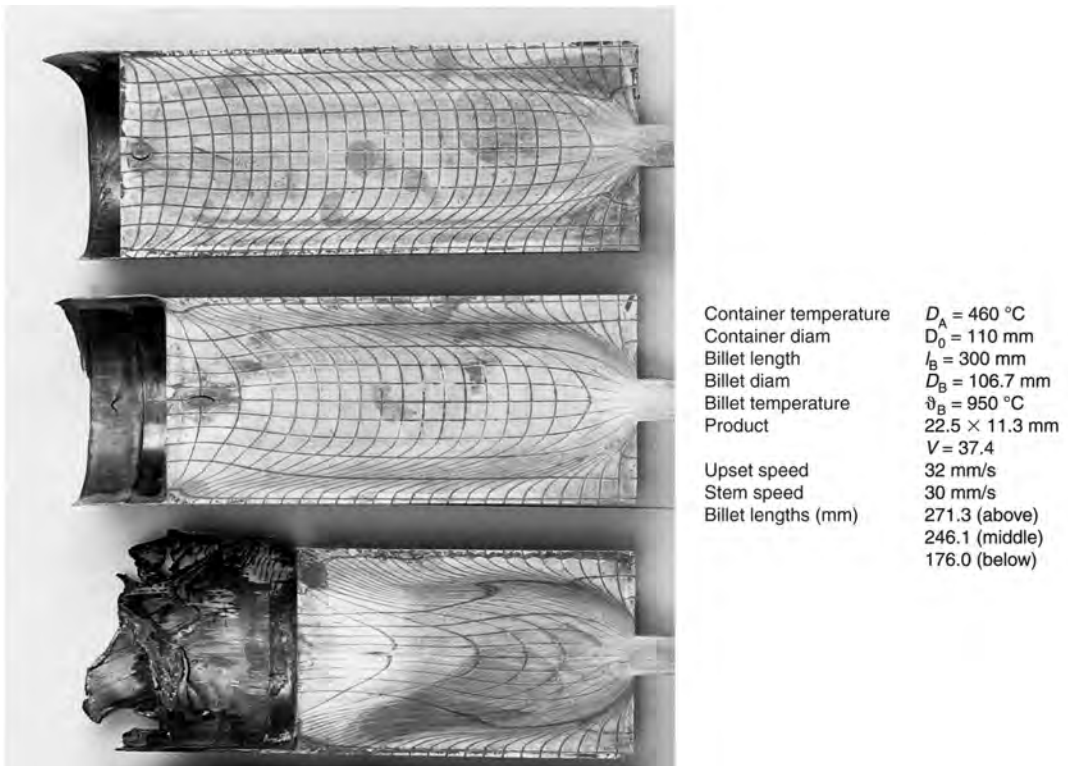 Container temperature D_A = 460 °C
Container diam D_0 = 110 mm
Billet length l_B = 300 mm
Billet diam D_B = 106.7 mm
Billet temperature ϑ_B = 950 °C
Product 22.5 × 11.3 mm
V = 37.4
Upset speed 32 mm/s
Stem speed 30 mm/s
Billet lengths (mm) 271.3 (above)
246.1 (middle)
176.0 (below)